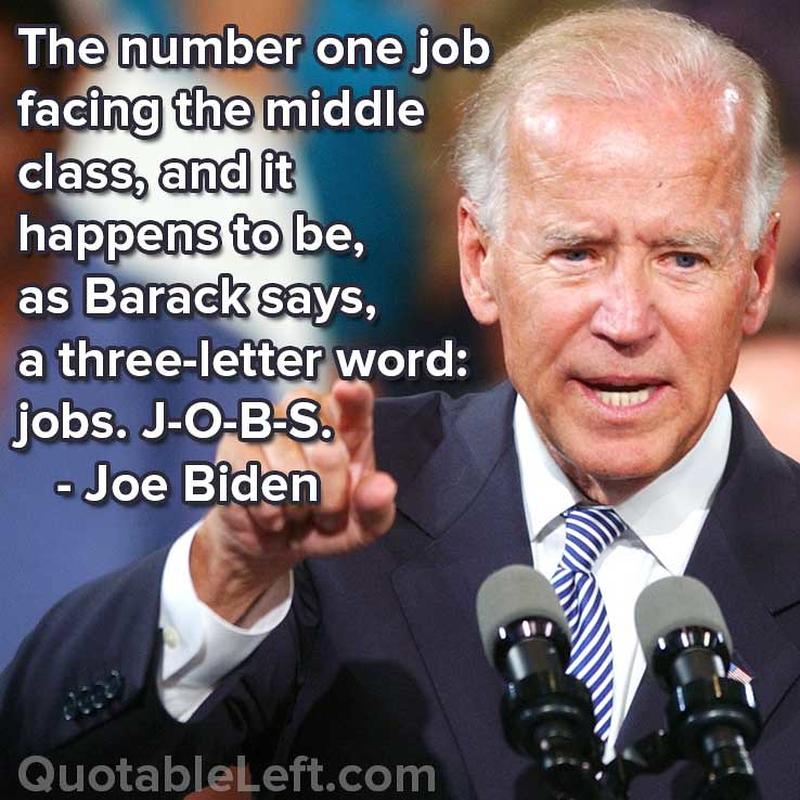 The number one job
facing the middle
class, and it
happens to be,
as Barack says,
a three-letter word:
jobs. J-O-B-S.
- Joe Biden
QuotableLeft.com